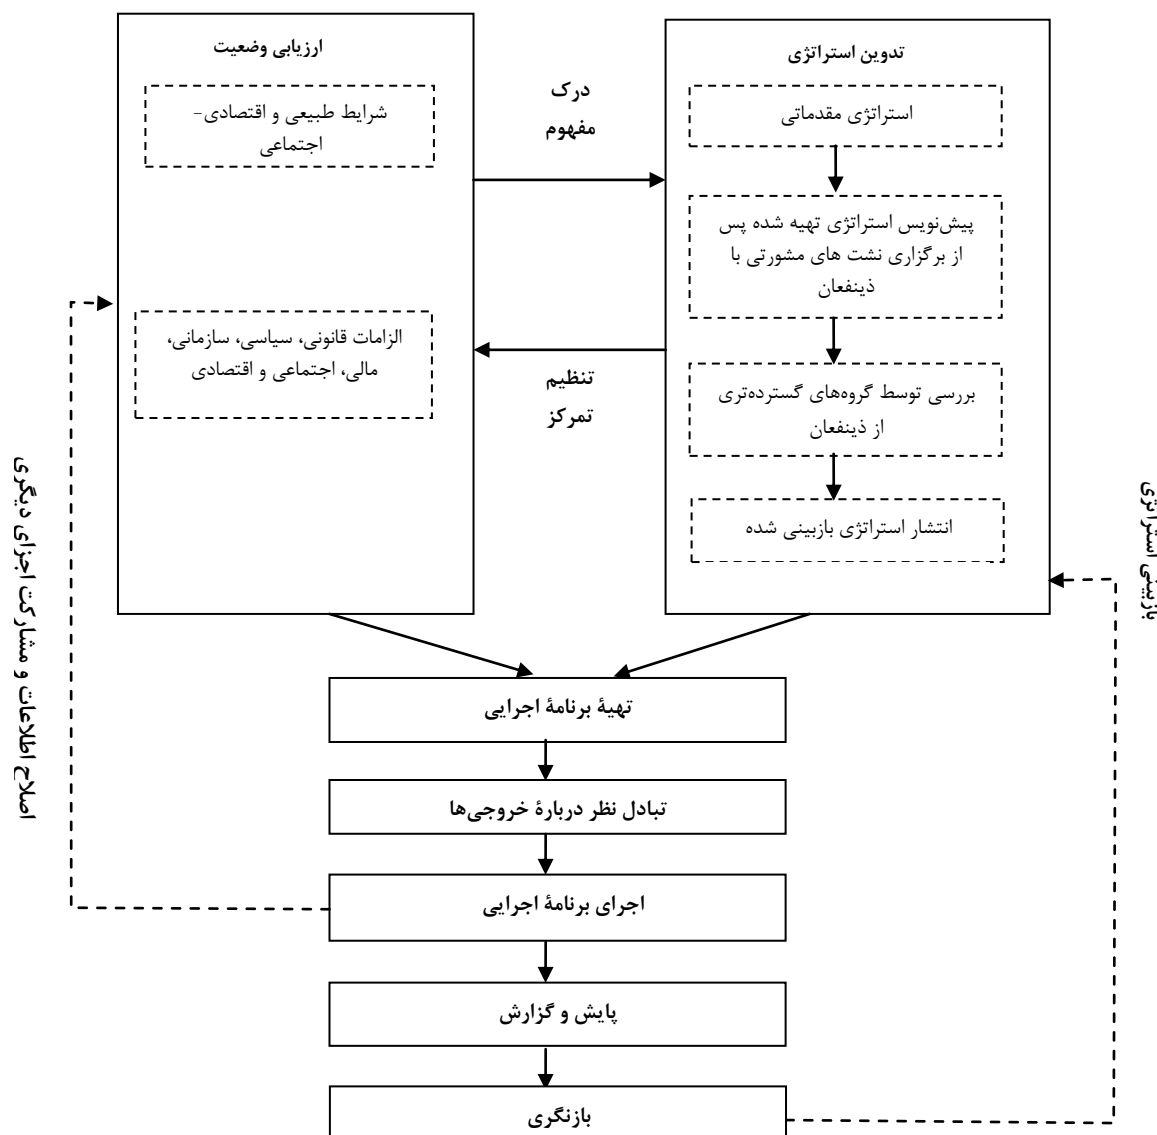 تدوین استراتژی
استراتژی مقدماتی
پیش‌نویس استراتژی تهیه شده پس
از برگزاری نشت های مشورتی با
ذینفعان
بررسی توسط گروه‌های گسترده‌تری
از ذینفعان
انتشار استراتژی بازبینی شده
درک
مفهوم
تنظیم
تمرکز
ارزیابی وضعیت
شرایط طبیعی و اقتصادی-
اجتماعی
الزامات قانونی، سیاسی، سازمانی،
مالی، اجتماعی و اقتصادی
تهیهٔ برنامهٔ اجرایی
تبادل نظر دربارهٔ خروجی‌ها
اجرای برنامهٔ اجرایی
پایش و گزارش
بازنگری
بازبینی استراتژی
اصلاح اطلاعات و مشارکت اجزای دیگری